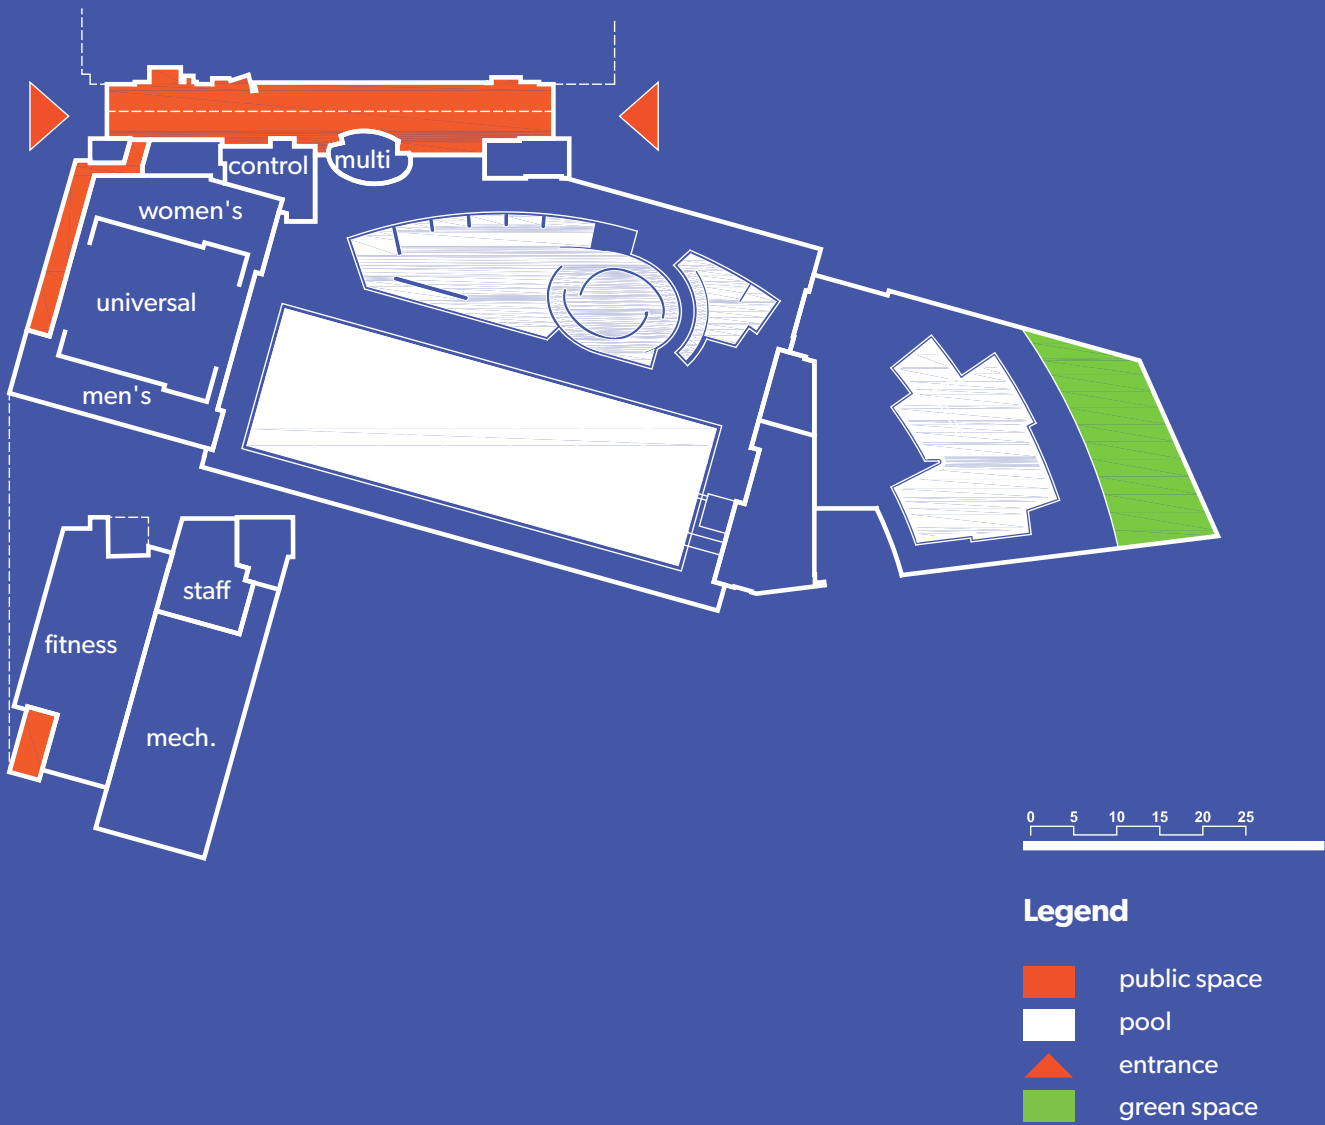 control
multi
women's
universal
men's
staff
fitness
mech.
0 5 10 15 20 25
Legend
public space
pool
entrance
green space